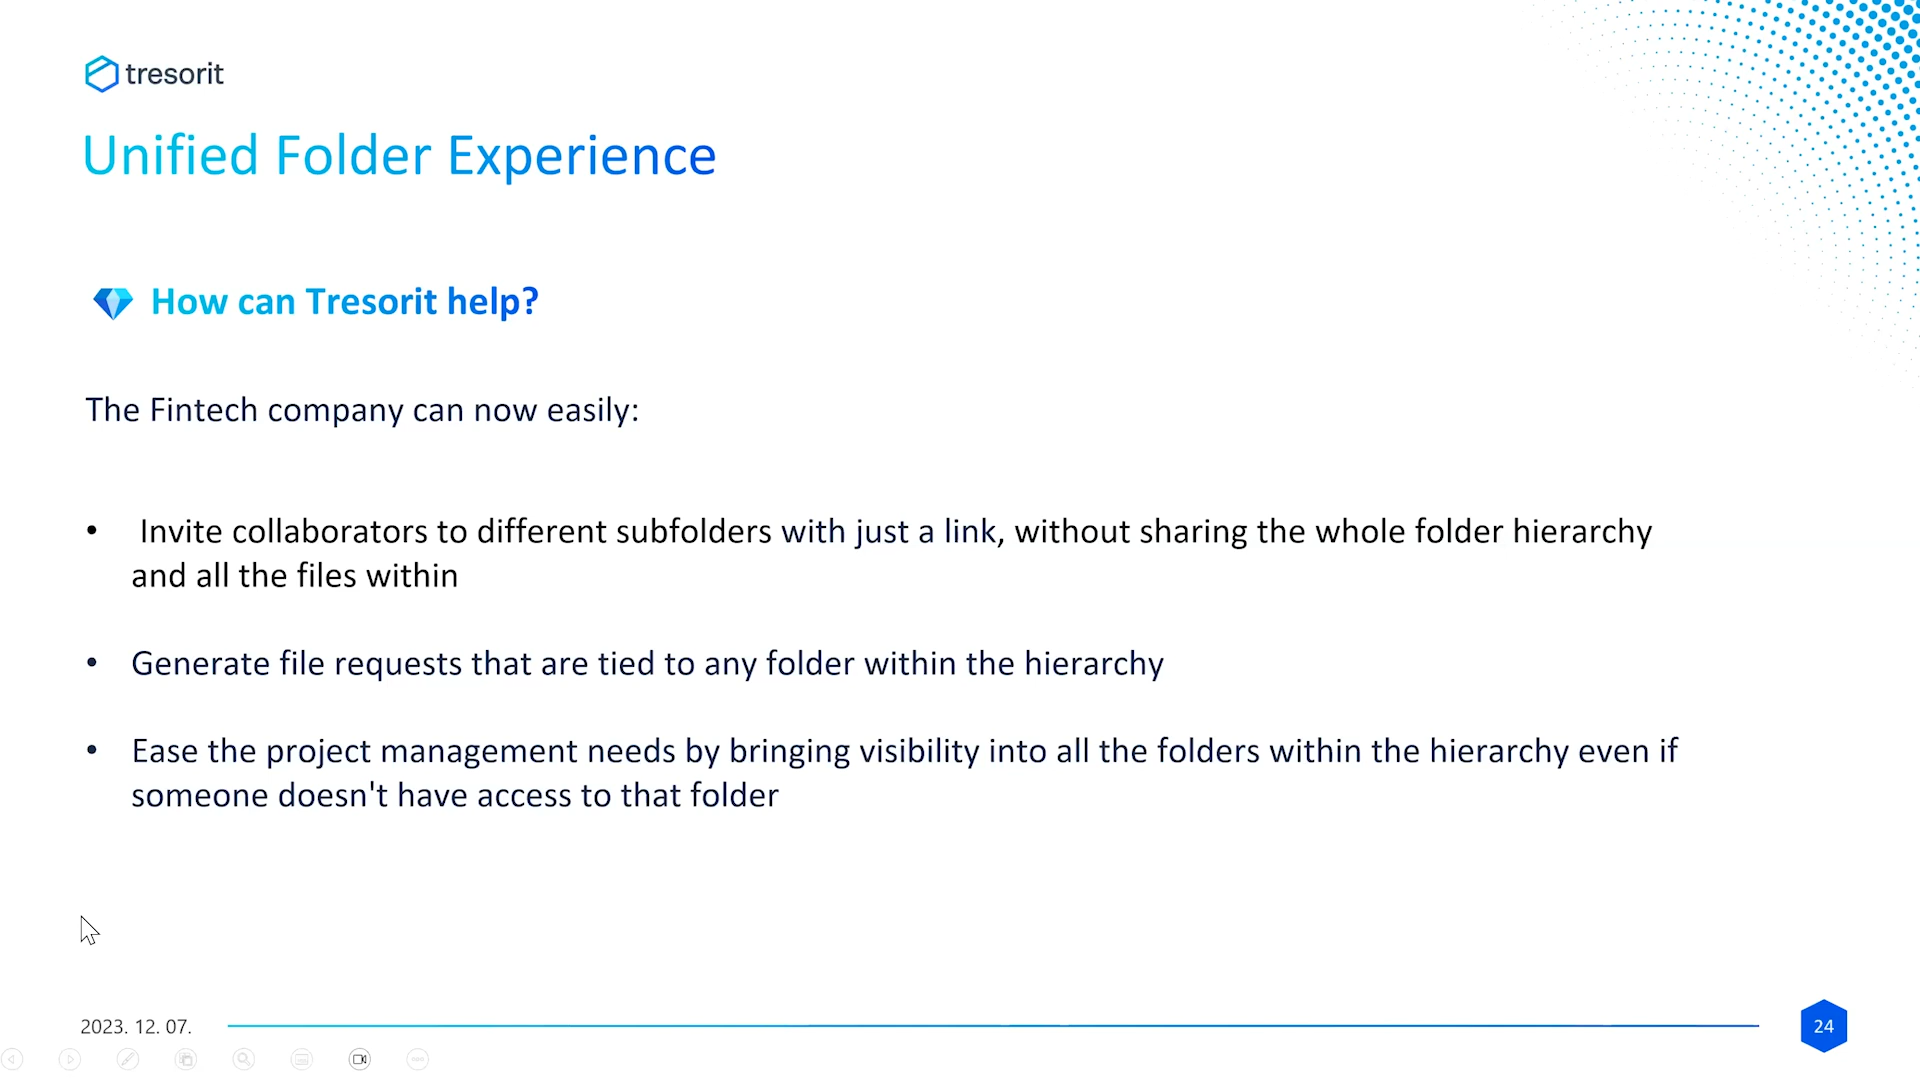 tresorit
Unified Folder Experience
How can Tresorit help?
The Fintech company can now easily:
• Invite collaborators to different subfolders with just a link, without sharing the whole folder hierarchy
and all the files within
• Generate file requests that are tied to any folder within the hierarchy
• Ease the project management needs by bringing visibility into all the folders within the hierarchy even if
someone doesn't have access to that folder
2023. 12. 07.
24